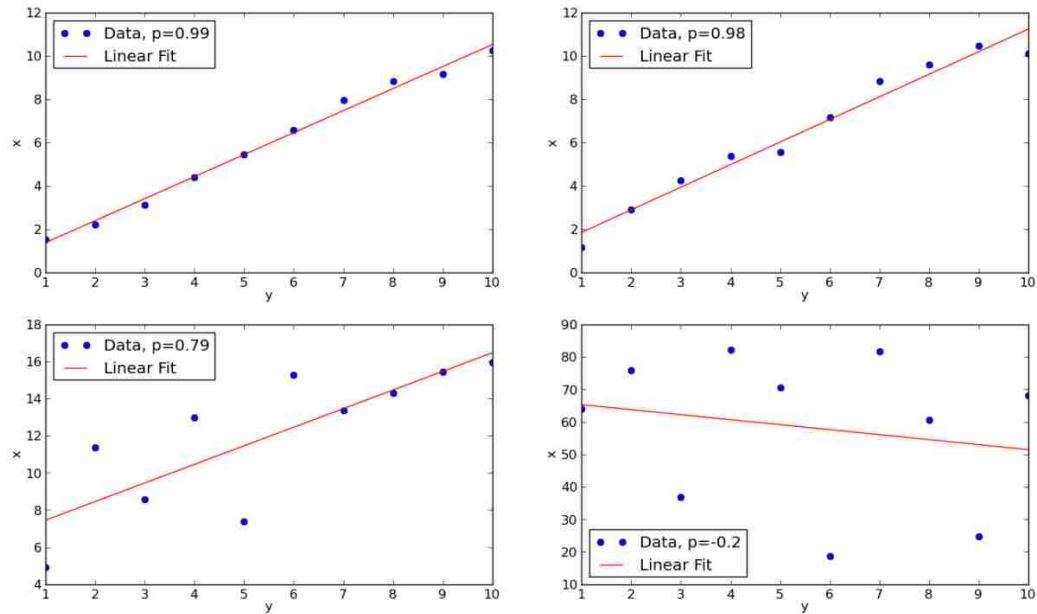 12
10
8
6
4
2
0
x
Data, p=0.99
Linear Fit
1 2 3 4 5 6 7 8 9 10
y
12
10
8
6
4
2
0
x
Data, p=0.98
Linear Fit
1 2 3 4 5 6 7 8 9 10
y
18
16
14
12
10
8
6
4
x
Data, p=0.79
Linear Fit
1 2 3 4 5 6 7 8 9 10
y
90
80
70
60
50
40
30
20
10
x
Data, p=-0.2
Linear Fit
1 2 3 4 5 6 7 8 9 10
y